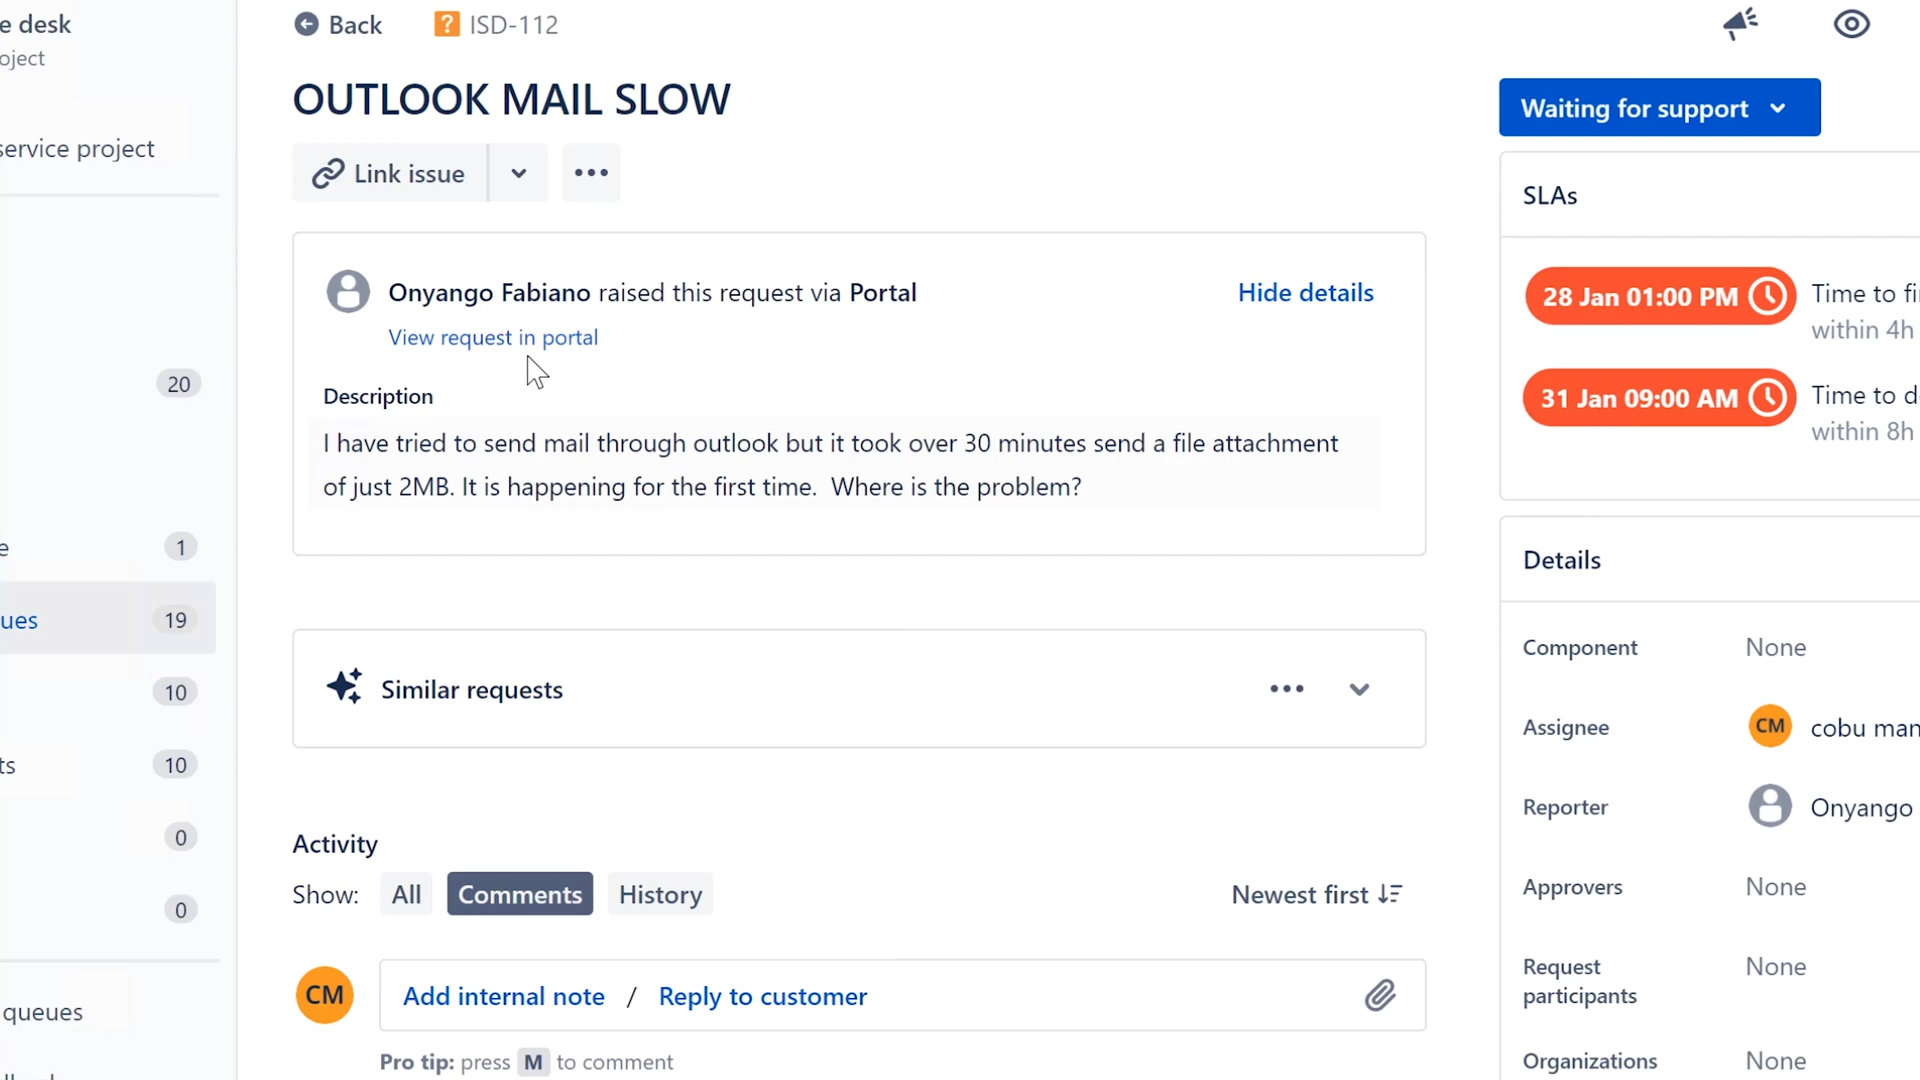 e desk
oject
service project
20
e 1
ues 19
10
ts 10
0
0
queues
Back ISD-112
OUTLOOK MAIL SLOW
Link issue
Onyango Fabiano raised this request via Portal Hide details
View request in portal
Description
I have tried to send mail through outlook but it took over 30 minutes send a file attachment
of just 2MB. It is happening for the first time. Where is the problem?
Similar requests
Activity
Show: All Comments History Newest first
CM Add internal note / Reply to customer
Pro tip: press M to comment
Waiting for support
SLAs
28 Jan 01:00 PM Time to fi
within 4h
31 Jan 09:00 AM Time to d
within 8h
Details
Component None
Assignee CM cobu man
Reporter Onyango
Approvers None
Request
participants None
Organizations None